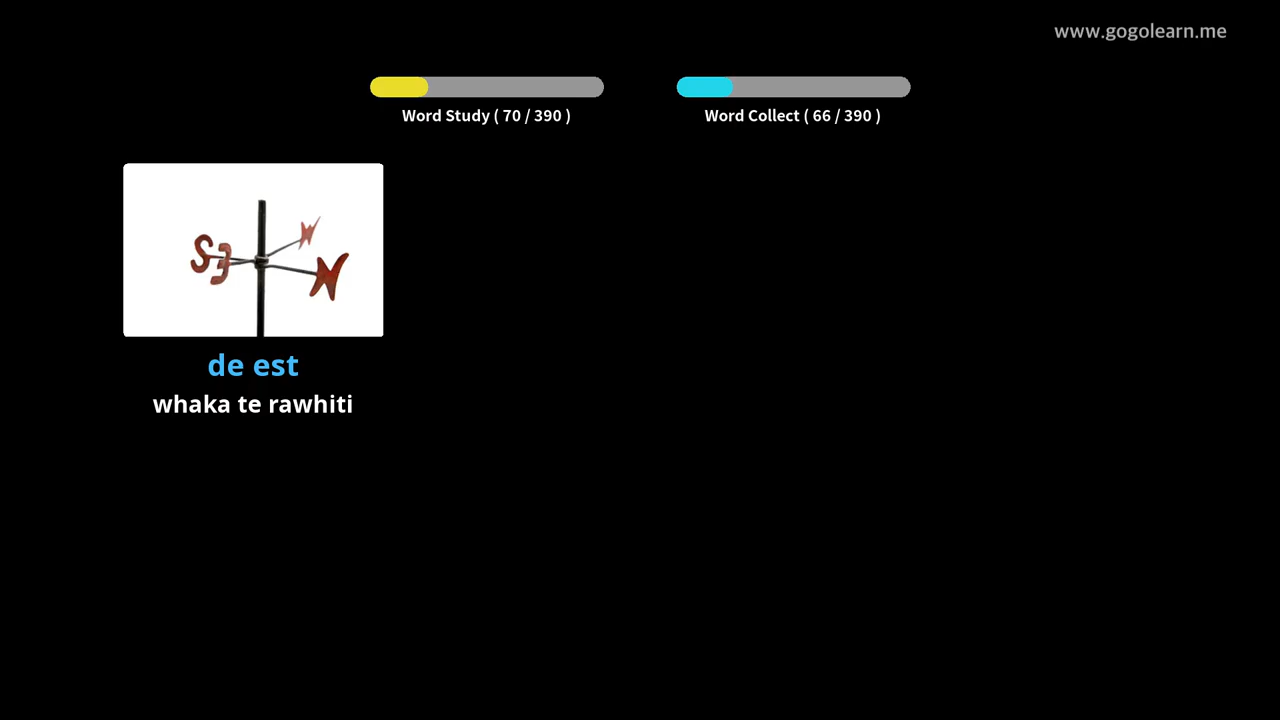 www.gogolearn.me
Word Study ( 70 / 390 )
Word Collect ( 66 / 390 )
S E N W
de est
whaka te rawhiti